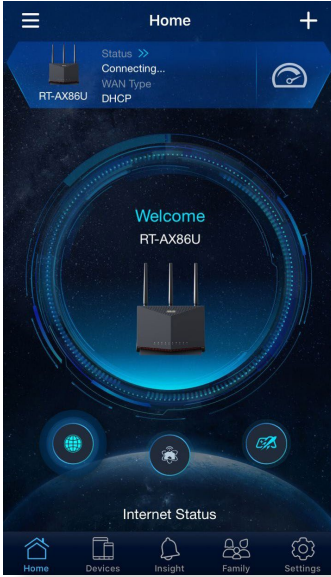 Home
Status >>
Connecting...
WAN Type
DHCP
RT-AX86U
Welcome
RT-AX86U
Internet Status
Home
Devices
Insight
Family
Settings